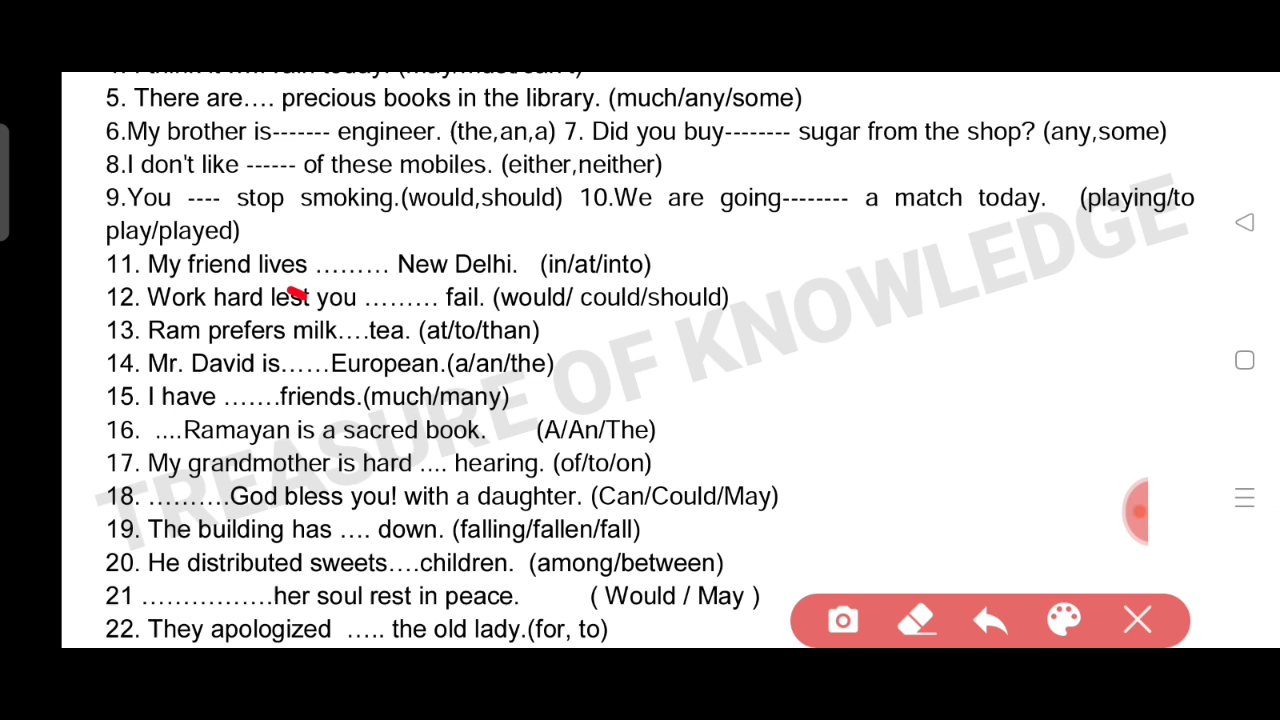 5. There are…. precious books in the library. (much/any/some)
6.My brother is------- engineer. (the,an,a) 7. Did you buy-------- sugar from the shop? (any,some)
8.I don't like ------ of these mobiles. (either,neither)
9.You ---- stop smoking.(would,should) 10.We are going-------- a match today. (playing/to
play/played)
11. My friend lives ……… New Delhi. (in/at/into)
12. Work hard lest you ……… fail. (would/ could/should)
13. Ram prefers milk….tea. (at/to/than)
14. Mr. David is……European.(a/an/the)
15. I have …….friends.(much/many)
16. ....Ramayan is a sacred book. (A/An/The)
17. My grandmother is hard .... hearing. (of/to/on)
18. ……….God bless you! with a daughter. (Can/Could/May)
19. The building has …. down. (falling/fallen/fall)
20. He distributed sweets….children. (among/between)
21 …………….her soul rest in peace. ( Would / May )
22. They apologized ….. the old lady.(for, to)
TREASURE OF KNOWLEDGE